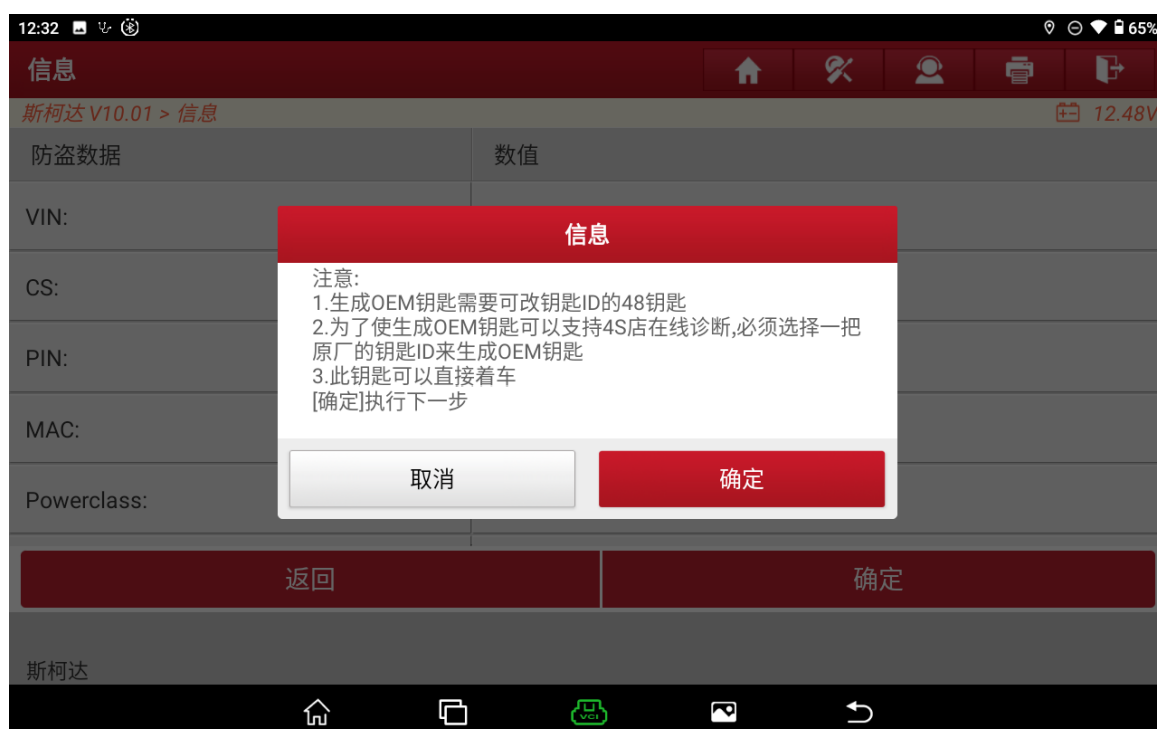 12:32
65%
信息
斯柯达 V10.01 > 信息
12.48V
防盗数据
数值
VIN:
CS:
PIN:
MAC:
Powerclass:
信息
注意:
1.生成OEM钥匙需要可改钥匙ID的48钥匙
2.为了使生成OEM钥匙可以支持4S店在线诊断,必须选择一把
原厂的钥匙ID来生成OEM钥匙
3.此钥匙可以直接着车
[确定]执行下一步
取消
确定
返回
确定
斯柯达
VCI